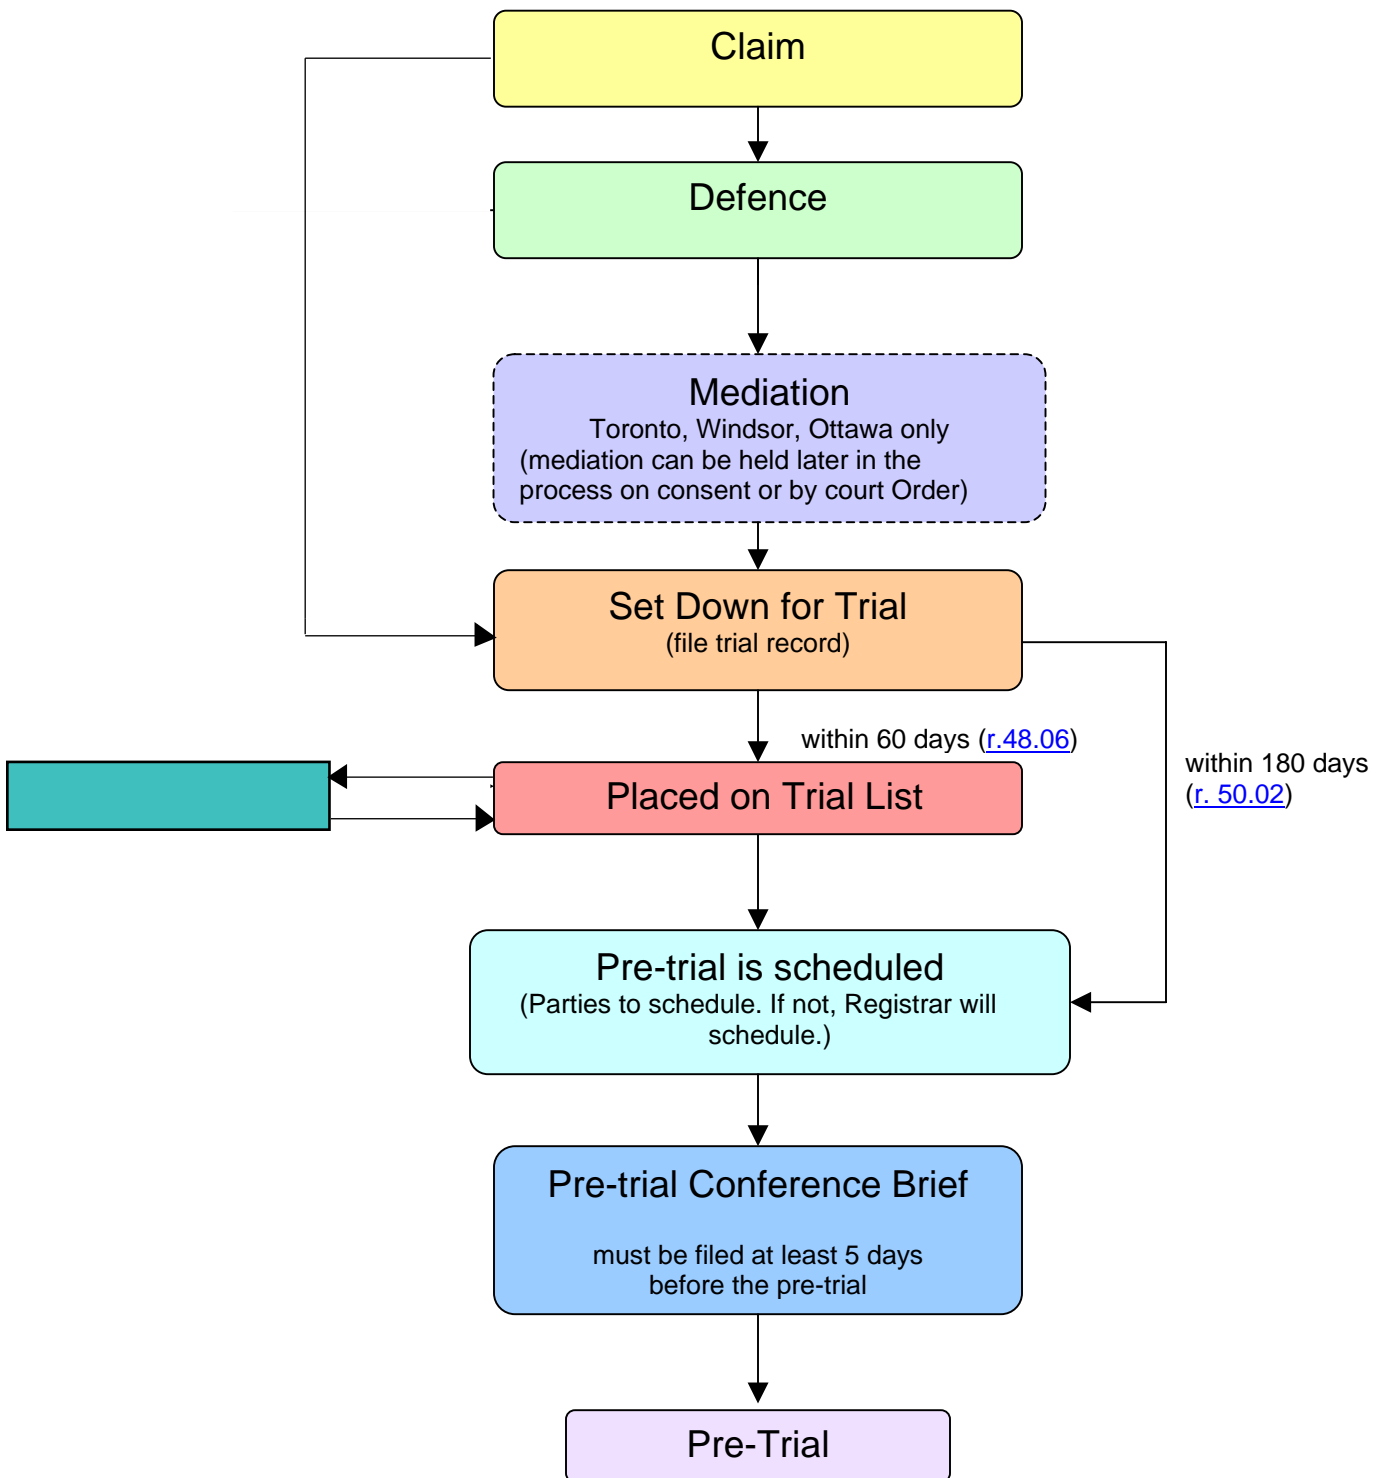 Claim
Defence
Mediation
Toronto, Windsor, Ottawa only
(mediation can be held later in the
process on consent or by court Order)
Set Down for Trial
(file trial record)
within 60 days (r.48.06)
within 180 days
(r. 50.02)
Placed on Trial List
Pre-trial is scheduled
(Parties to schedule. If not, Registrar will
schedule.)
Pre-trial Conference Brief
must be filed at least 5 days
before the pre-trial
Pre-Trial